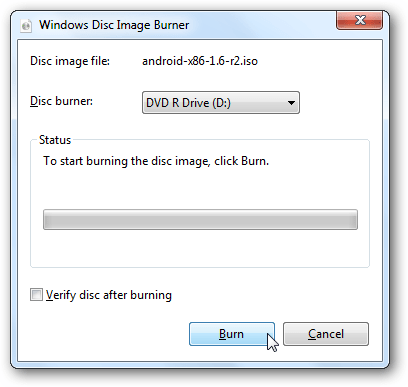 Windows Disc Image Burner
Disc image file: android-x86-1.6-r2.iso
Disc burner: DVD R Drive (D:)
Status
To start burning the disc image, click Burn.
Verify disc after burning
Burn Cancel